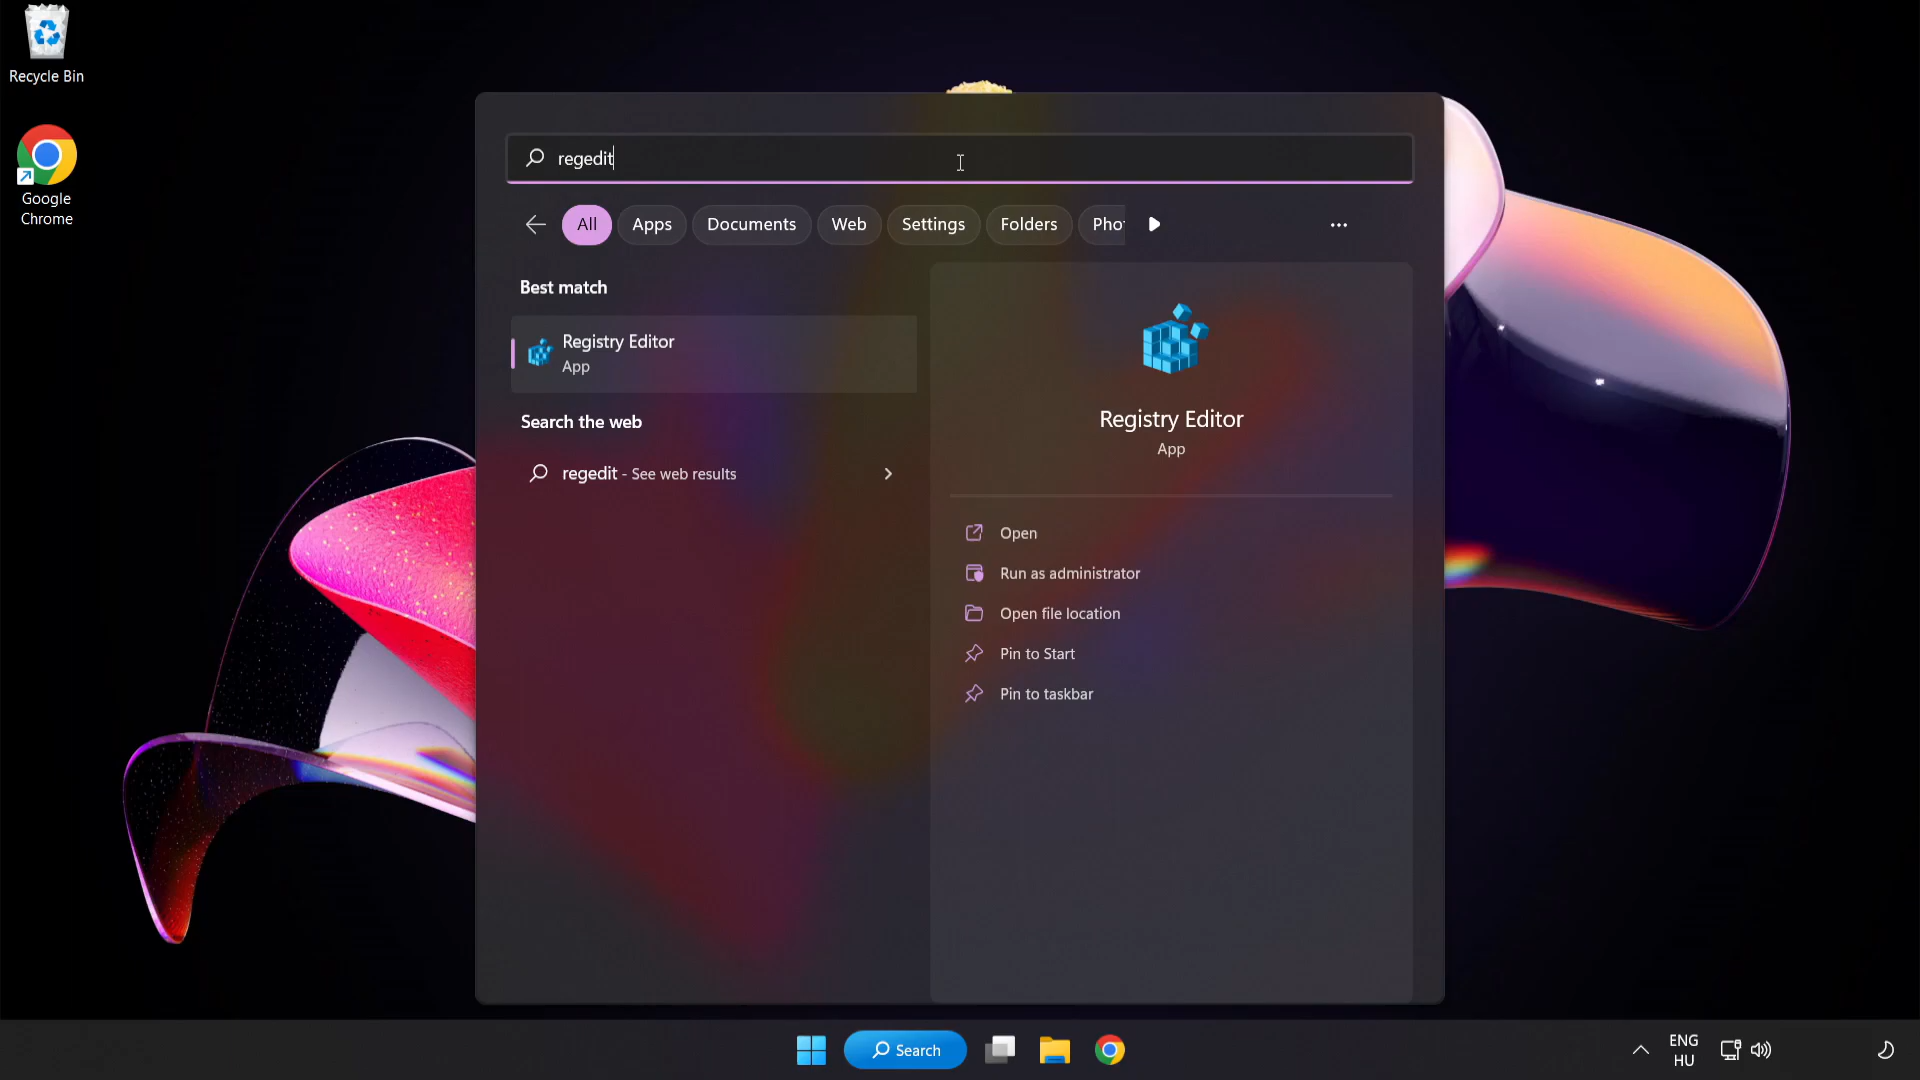 Recycle Bin
Google
Chrome
regedit
All
Apps
Documents
Web
Settings
Folders
Pho
Best match
Registry Editor
App
Search the web
regedit - See web results
Registry Editor
App
Open
Run as administrator
Open file location
Pin to Start
Pin to taskbar
Search
ENG
HU